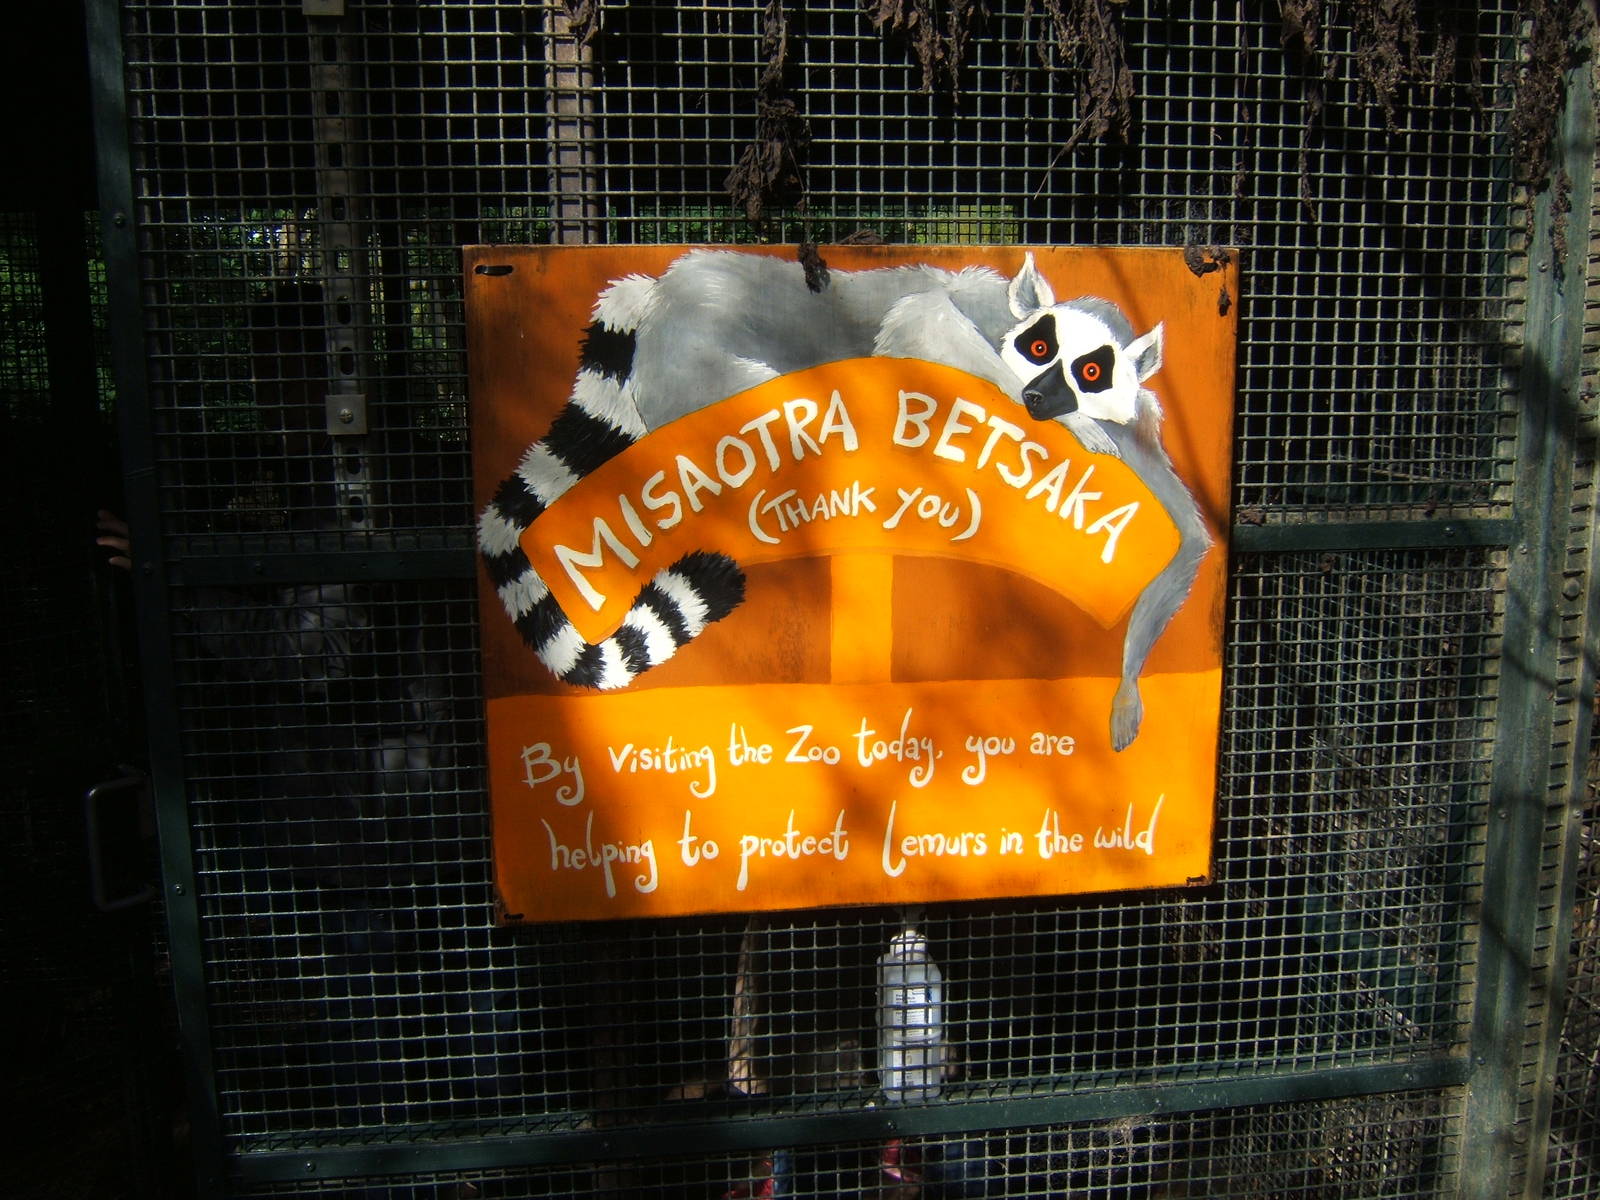 MISAOTRA BETSAKA
(THANK YOU)
By visiting the Zoo today, you are
helping to protect Lemurs in the wild